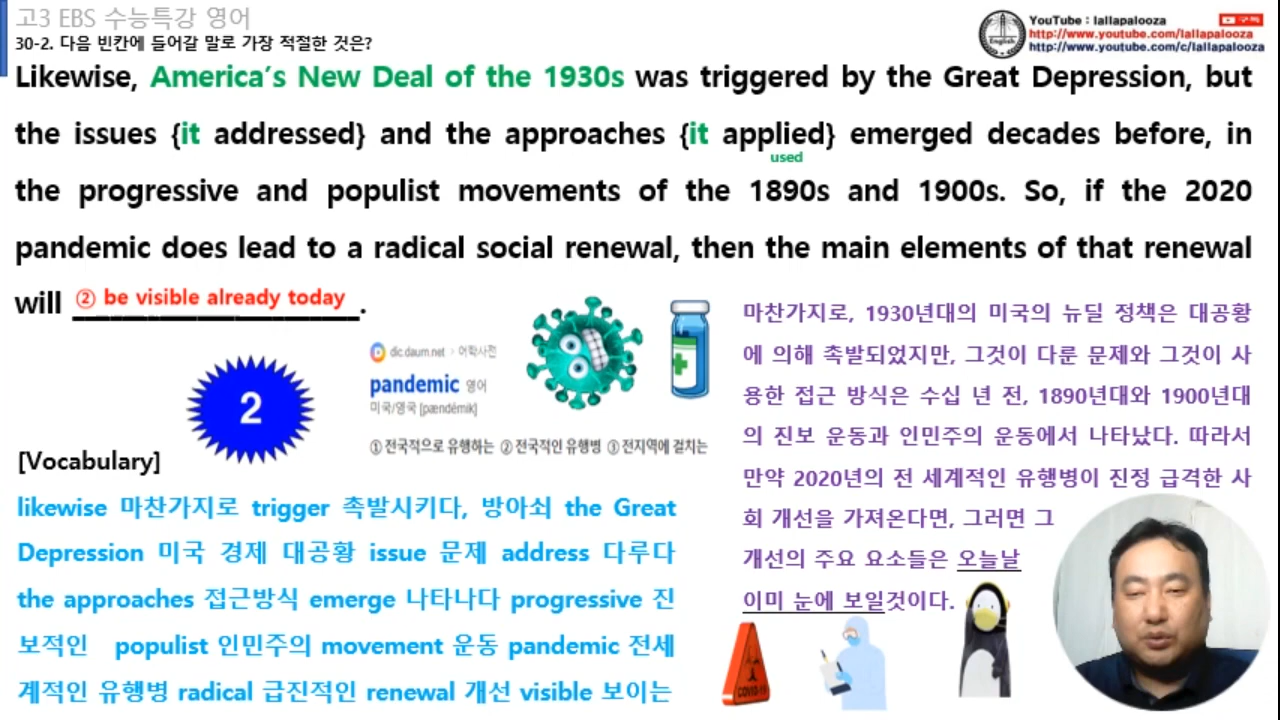 고3 EBS 수능특강 영어
30-2. 다음 빈칸에 들어갈 말로 가장 적절한 것은?
YouTube : lallapalooza
구독
http://www.youtube.com/lallapalooza
http://www.youtube.com/c/lallapalooza
English
Likewise, America's New Deal of the 1930s was triggered by the Great Depression, but
the issues {it addressed} and the approaches {it applied} emerged decades before, in
used
the progressive and populist movements of the 1890s and 1900s. So, if the 2020
pandemic does lead to a radical social renewal, then the main elements of that renewal
will ② be visible already today.
dic.daum.net › 어학사전
pandemic 영어
미국/영국 [pændémik]
① 전국적으로 유행하는 ② 전국적인 유행병 ③ 전지역에 걸치는
2
[Vocabulary]
likewise 마찬가지로 trigger 촉발시키다, 방아쇠 the Great
Depression 미국 경제 대공황 issue 문제 address 다루다
the approaches 접근방식 emerge 나타나다 progressive 진
보적인 populist 인민주의 movement 운동 pandemic 전세
계적인 유행병 radical 급진적인 renewal 개선 visible 보이는
마찬가지로, 1930년대의 미국의 뉴딜 정책은 대공황
에 의해 촉발되었지만, 그것이 다룬 문제와 그것이 사
용한 접근 방식은 수십 년 전, 1890년대와 1900년대
의 진보 운동과 인민주의 운동에서 나타났다. 따라서
만약 2020년의 전 세계적인 유행병이 진정 급격한 사
회 개선을 가져온다면, 그러면 그
개선의 주요 요소들은 오늘날
이미 눈에 보일것이다.
COVID-19